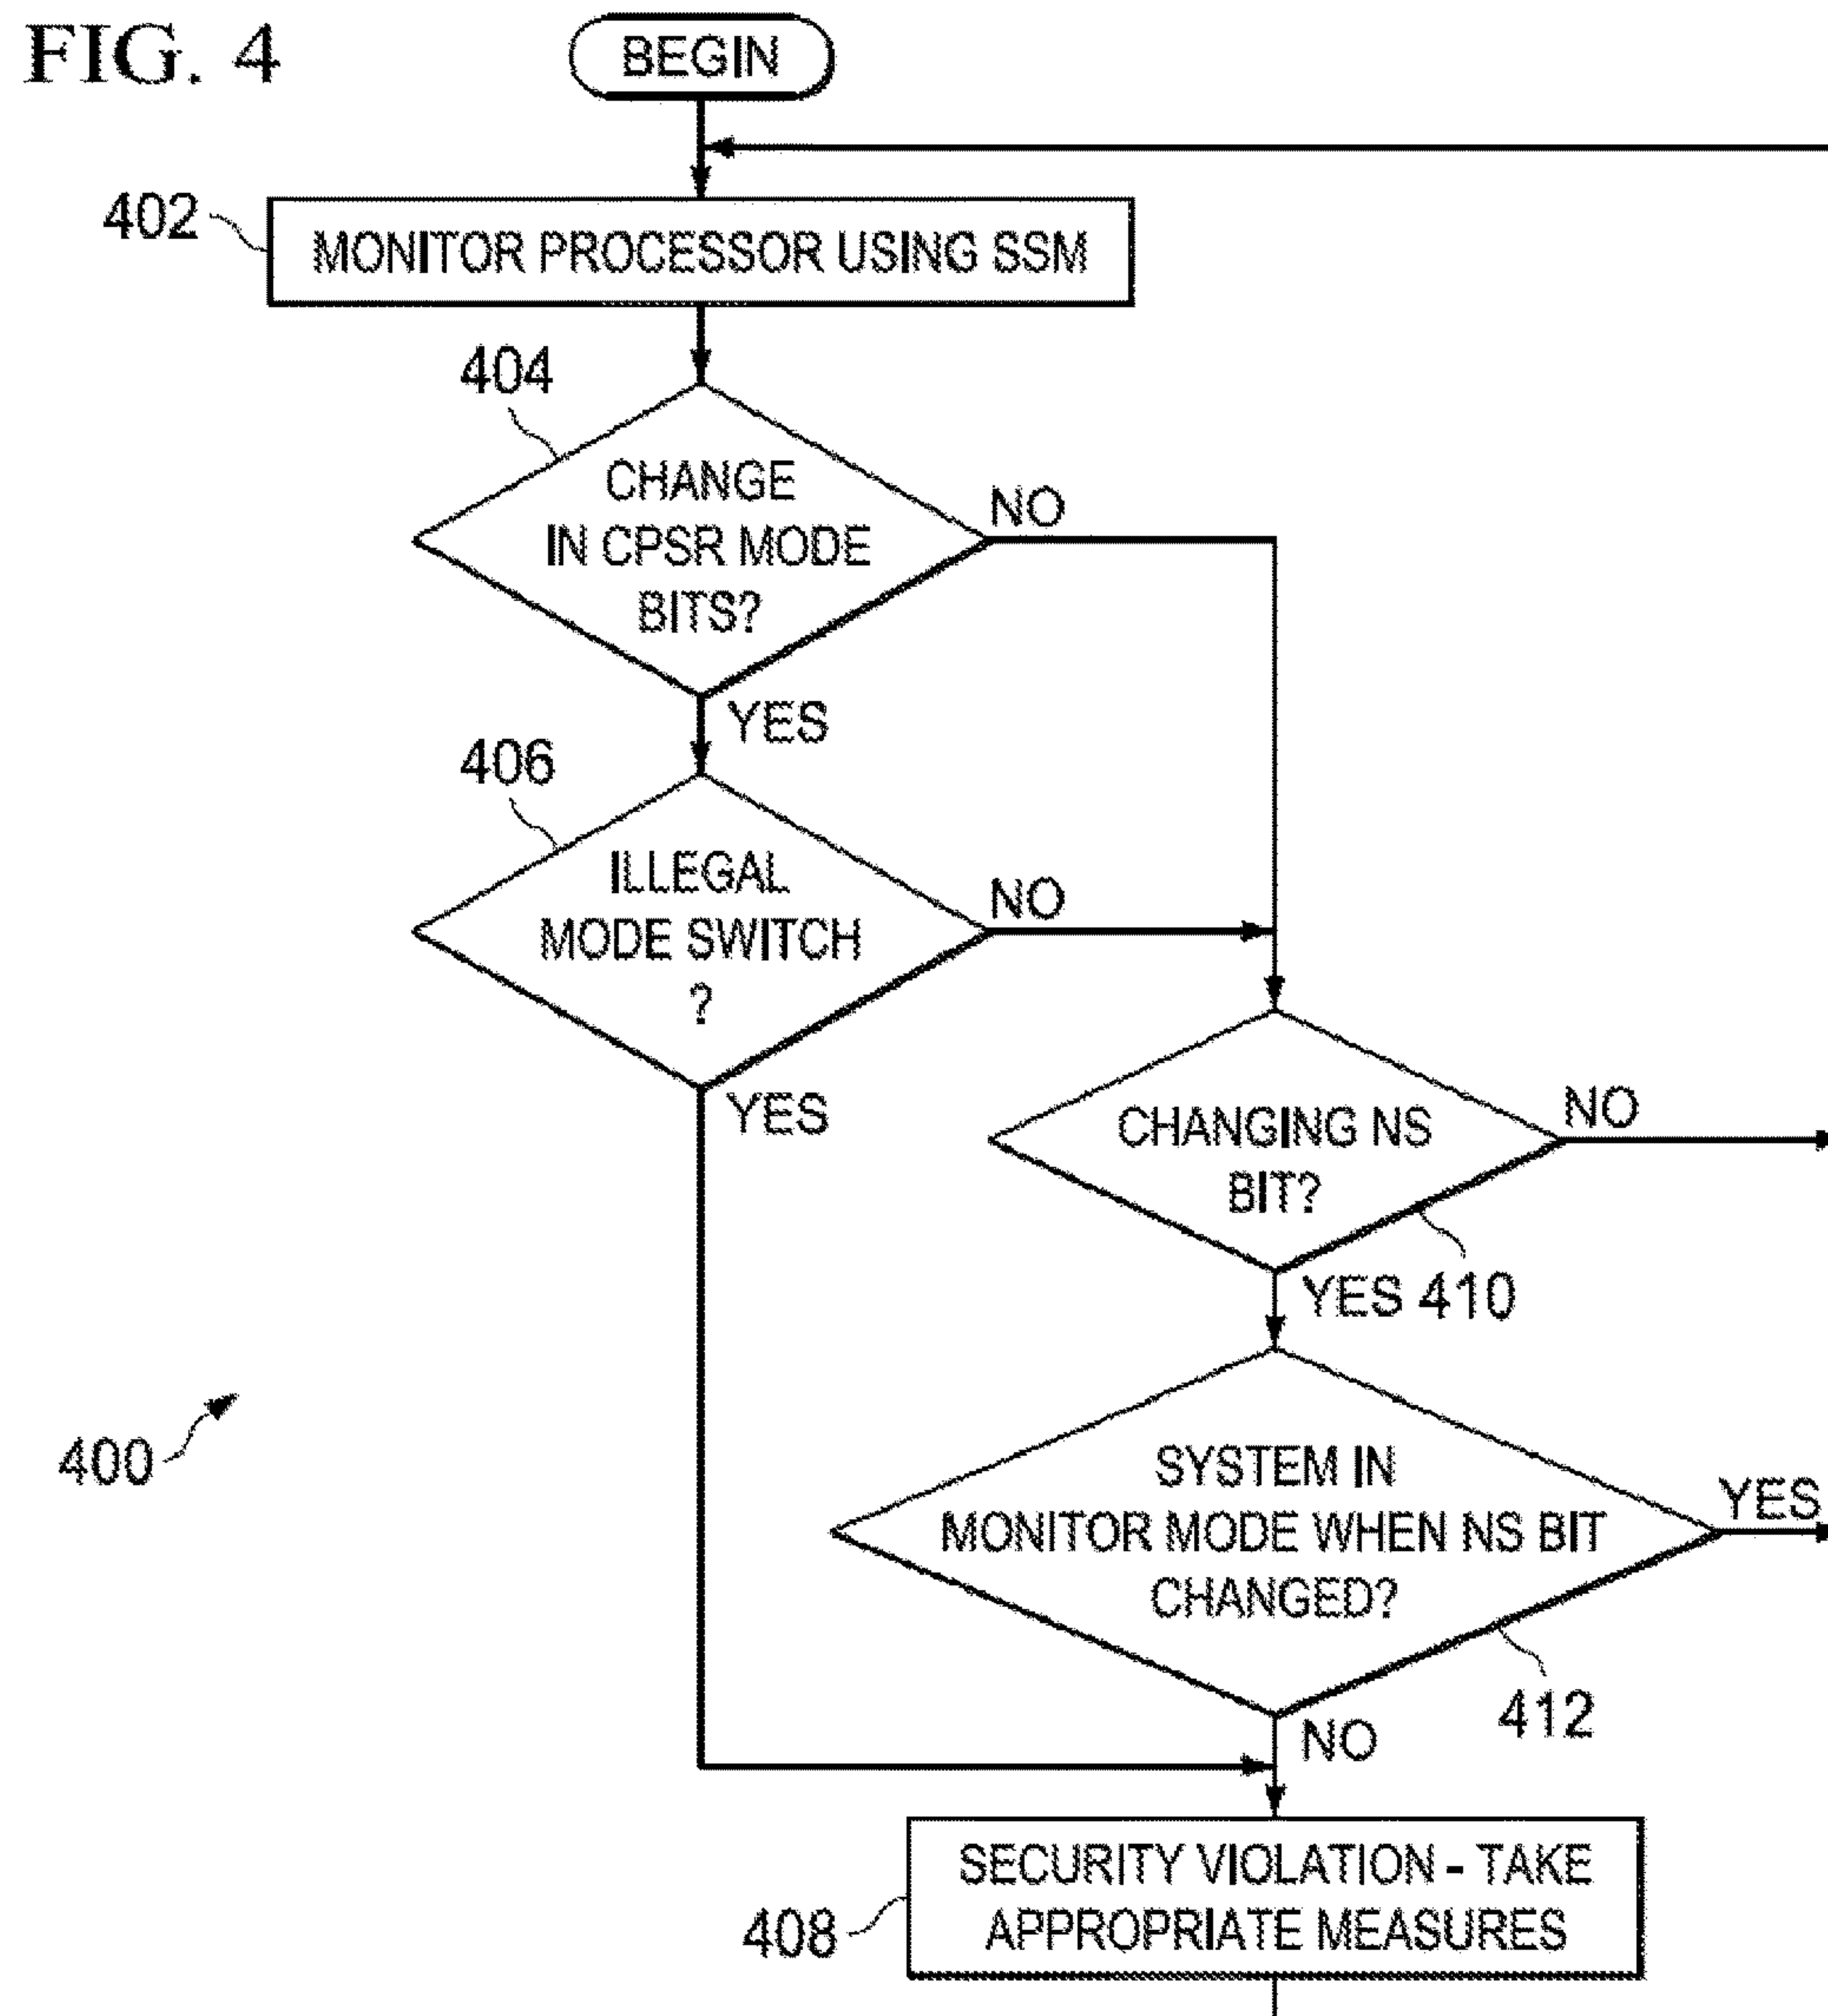 FIG. 4
BEGIN
402
MONITOR PROCESSOR USING SSM
404
CHANGE
IN CPSR MODE
BITS?
NO
YES
406
ILLEGAL
MODE SWITCH
?
NO
YES
CHANGING NS
BIT?
NO
YES 410
400
SYSTEM IN
MONITOR MODE WHEN NS BIT
CHANGED?
YES
412
NO
SECURITY VIOLATION - TAKE
APPROPRIATE MEASURES
408